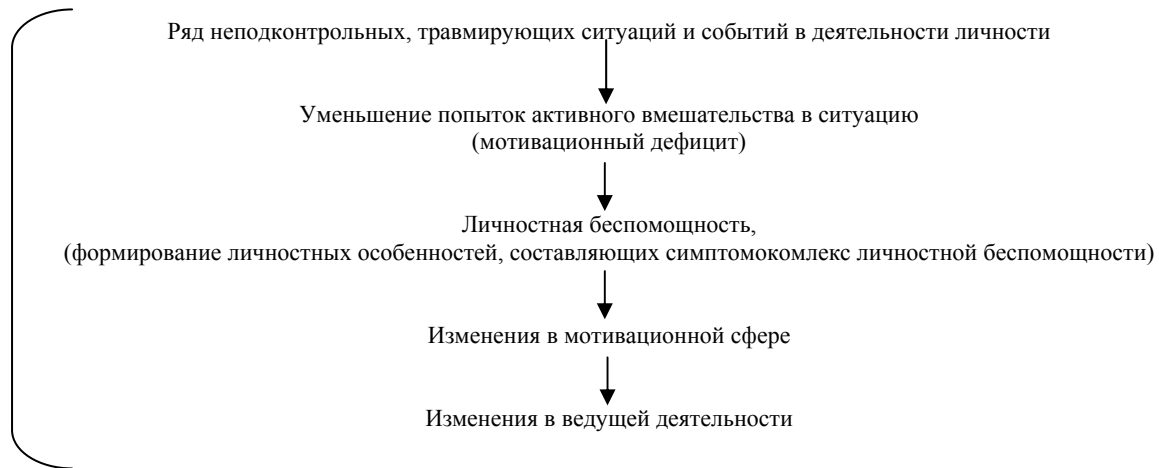 Ряд неподконтрольных, травмирующих ситуаций и событий в деятельности личности
Уменьшение попыток активного вмешательства в ситуацию
(мотивационный дефицит)
Личностная беспомощность,
(формирование личностных особенностей, составляющих симптомокомплекс личностной беспомощности)
Изменения в мотивационной сфере
Изменения в ведущей деятельности